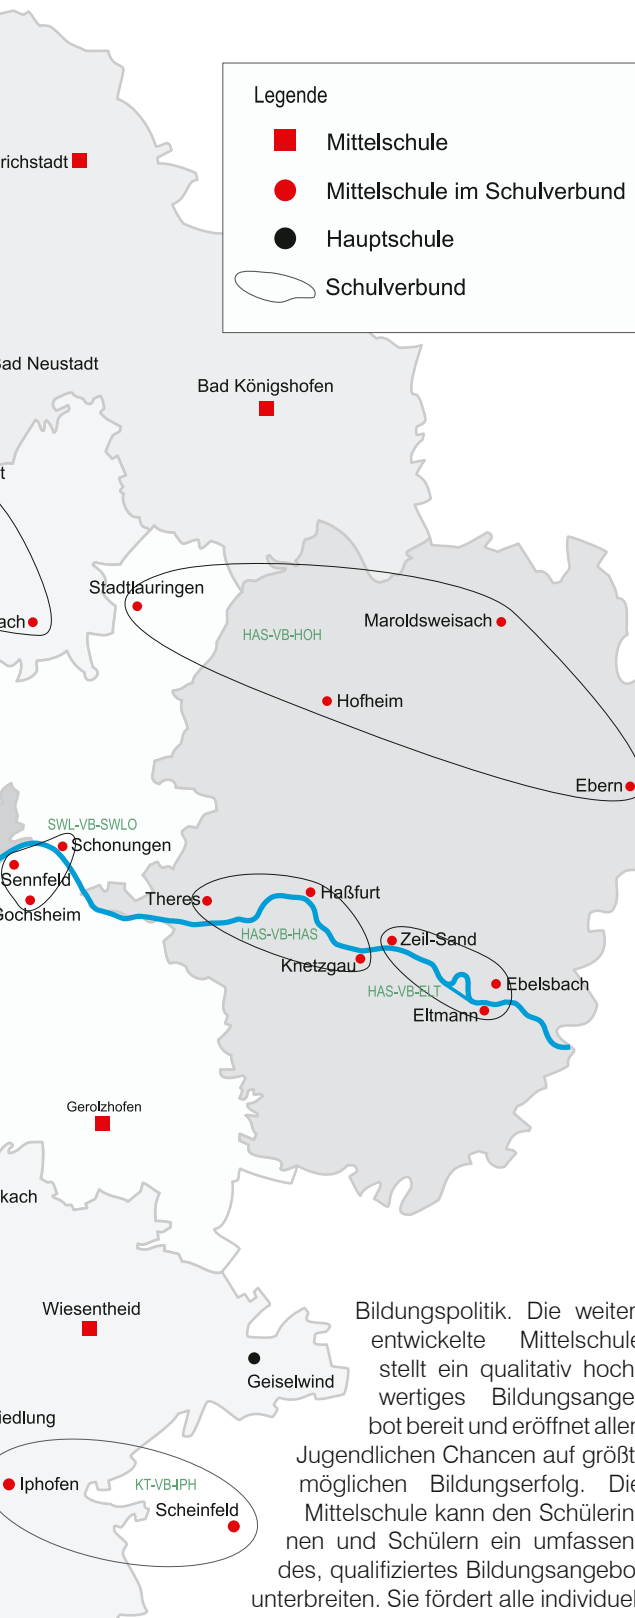 Legende
Mittelschule
richstadt
Mittelschule im Schulverbund
Hauptschule
Schulverbund
Bad Neustadt
Bad Königshofen
t
Stadtlauringen
ach
Maroldsweisach
HAS-VB-HOH
Hofheim
Ebern
SWL-VB-SWLO
Schonungen
Sennfeld
Gochsheim
Theres
Haßfurt
HAS-VB-HAS
Zeil-Sand
Knetzgau
Ebelsbach
HAS-VB-ELT
Eltmann
Gerolzhofen
kach
Wiesentheid
Geiselwind
iedlung
Iphofen
KT-VB-IPH
Scheinfeld
Bildungspolitik. Die weiter
entwickelte Mittelschule
stellt ein qualitativ hoch
wertiges Bildungsange
bot bereit und eröffnet aller
Jugendlichen Chancen auf größt
möglichen Bildungserfolg. Die
Mittelschule kann den Schülerin
nen und Schülern ein umfassen
des, qualifiziertes Bildungsangebo
unterbreiten. Sie fördert alle individuel